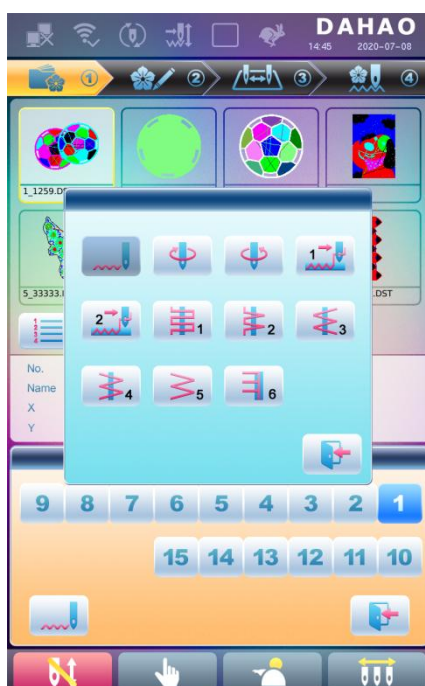 DAHAO
14:45 2020-07-08
① ② ③ ④
1_1259.D
5_33333.
.DST
1
2 1 2 3
4 5 6
No.
Name
X
Y
9 8 7 6 5 4 3 2 1
15 14 13 12 11 10